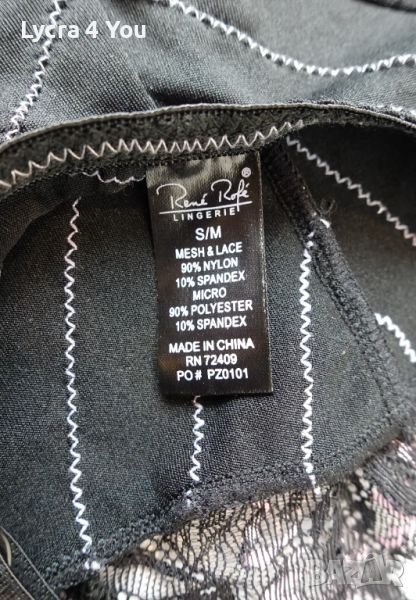 Lycra 4 You
René Rofé ®
LINGERIE
S/M
MESH & LACE
90% NYLON
10% SPANDEX
MICRO
90% POLYESTER
10% SPANDEX
MADE IN CHINA
RN 72409
PO# PZ0101
BAZAR